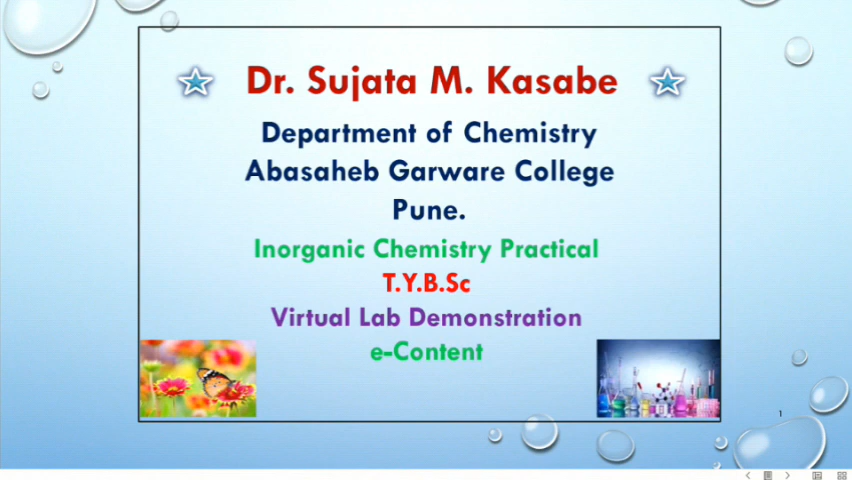 Dr. Sujata M. Kasabe
Department of Chemistry
Abasaheb Garware College
Pune.
Inorganic Chemistry Practical
T.Y.B.Sc
Virtual Lab Demonstration
e-Content
1